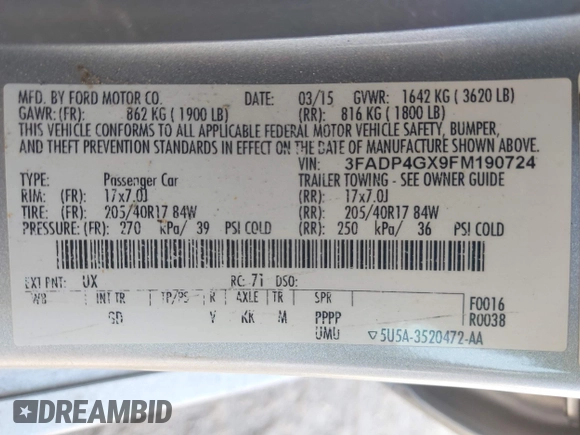 MFD. BY FORD MOTOR CO. DATE: 03/15 GVWR: 1642 KG ( 3620 LB)
GAWR: (FR): 862 KG ( 1900 LB) (RR): 816 KG ( 1800 LB)
THIS VEHICLE CONFORMS TO ALL APPLICABLE FEDERAL MOTOR VEHICLE SAFETY, BUMPER,
AND THEFT PREVENTION STANDARDS IN EFFECT ON THE DATE OF MANUFACTURE SHOWN ABOVE.
VIN: 3FADP4GX9FM190724
TYPE: Passenger Car TRAILER TOWING - SEE OWNER GUIDE
RIM: (FR): 17x7.0J (RR): 17x7.0J
TIRE: (FR): 205/40R17 84W (RR): 205/40R17 84W
PRESSURE: (FR): 270 kPa/ 39 PSI COLD (RR): 250 kPa/ 36 PSI COLD
EXT PNT: UX RC: 71 DSO:
WB INT TR TP/PS R AXLE TR SPR F0016
Y KK M PPPP R0038
UMU ▽5U5A-3520472-AA
DREAMBID